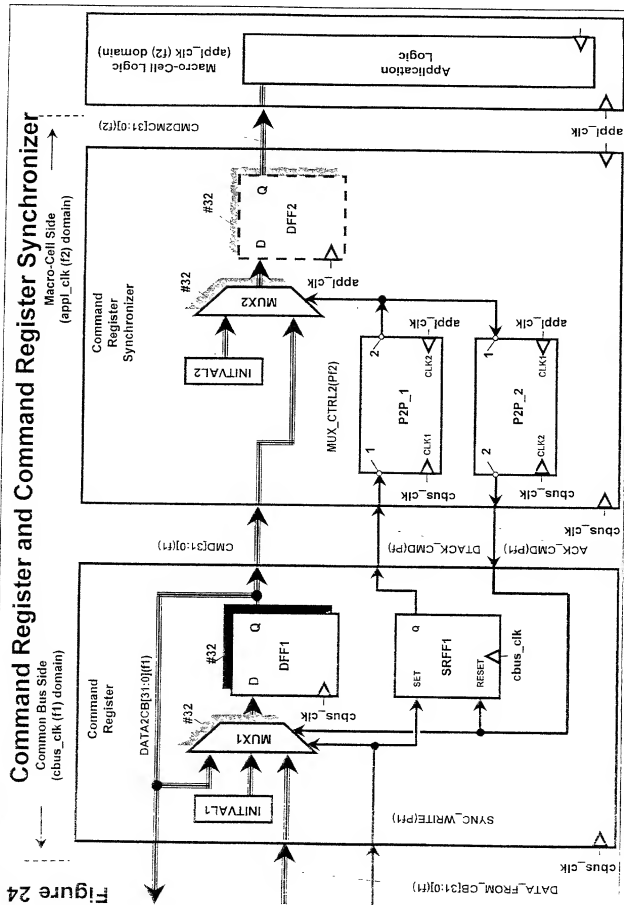 Figure 24
Command Register and Command Register Synchronizer
Common Bus Side
(cbus_clk (f1) domain)
Macro-Cell Side
(appl_clk (f2) domain)
Command
Register
DATA2CB[31:0](f1)
INITVAL1
MUX1
#32
D
Q
DFF1
#32
cbus_clk
SET
RESET
Q
SRFF1
cbus_clk
SYNC_WRITE(Pf1)
DATA_FROM_CB[31:0](f1)
cbus_clk
CMD[31:0](f1)
DTACK_CMD(Pf)
ACK_CMD(Pf1)
Command
Register
Synchronizer
INITVAL2
MUX2
#32
D
Q
DFF2
#32
appl_clk
MUX_CTRL2(Pf2)
1
2
P2P_1
CLK1
CLK2
cbus_clk
appl_clk
2
1
P2P_2
CLK2
CLK1
cbus_clk
appl_clk
cbus_clk
appl_clk
CMD2MC[31:0](f2)
Macro-Cell Logic
(appl_clk (f2) domain)
Application
Logic